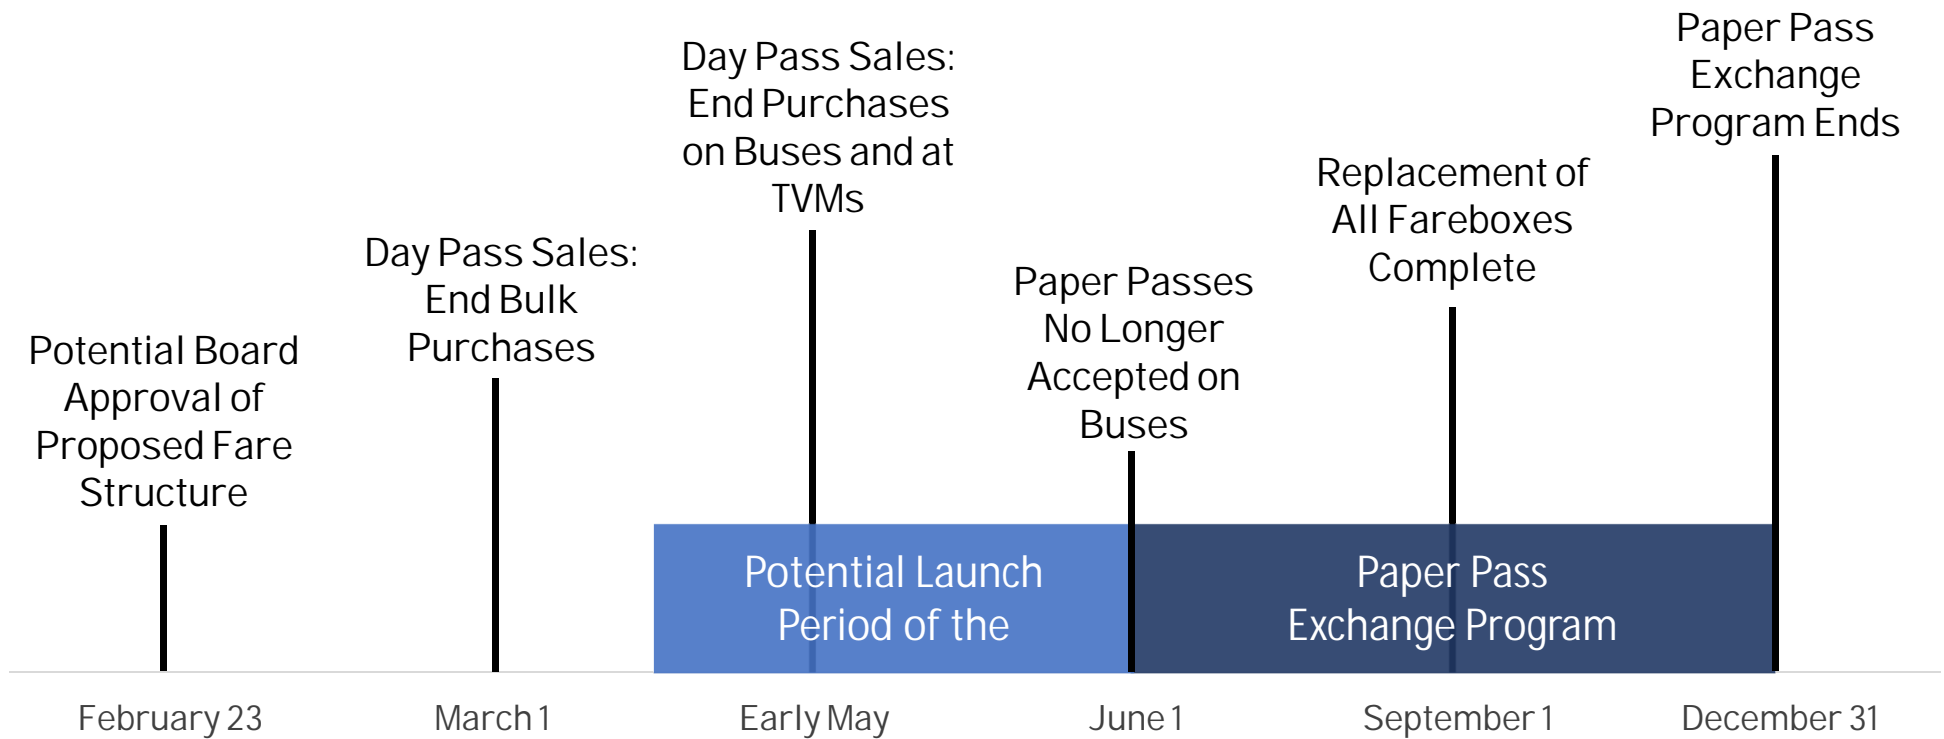 Potential Board
Approval of
Proposed Fare
Structure
Day Pass Sales:
End Bulk
Purchases
Day Pass Sales:
End Purchases
on Buses and at
TVMs
Paper Passes
No Longer
Accepted on
Buses
Replacement of
All Fareboxes
Complete
Paper Pass
Exchange
Program Ends
Potential Launch
Period of the
Paper Pass
Exchange Program
February 23
March 1
Early May
June 1
September 1
December 31